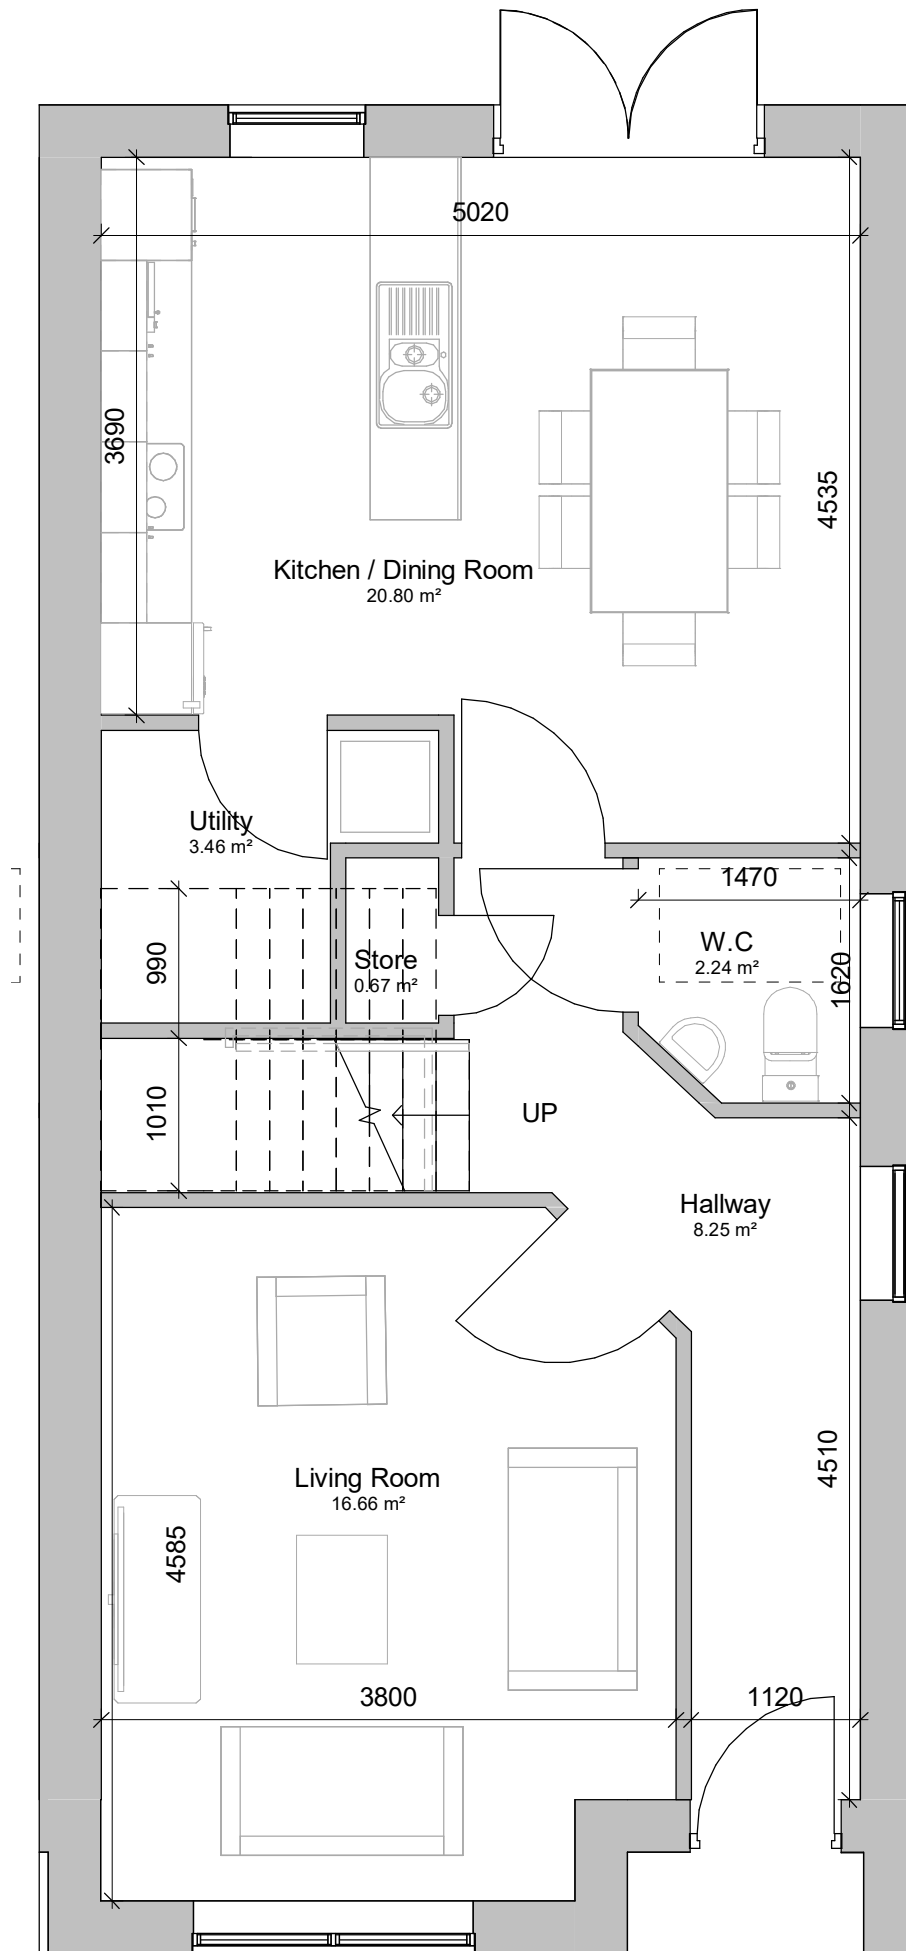 5020
3690
4535
Kitchen / Dining Room
20.80 m²
Utility
3.46 m²
1470
W.C
2.24 m²
1620
990
Store
0.67 m²
1010
UP
Hallway
8.25 m²
4510
Living Room
16.66 m²
4585
3800
1120